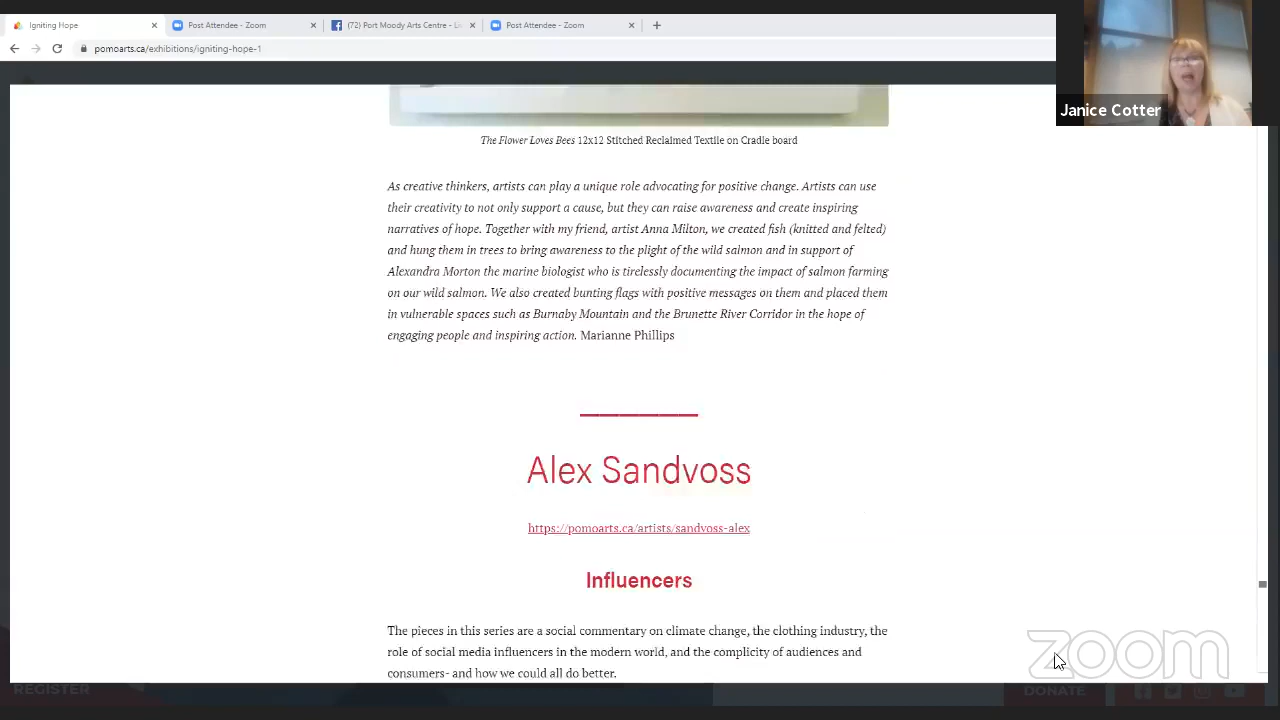 Igniting Hope
Post Attendee - Zoom
(72) Port Moody Arts Centre - Li
Post Attendee - Zoom
pomoarts.ca/exhibitions/igniting-hope-1
Janice Cotter
The Flower Loves Bees 12x12 Stitched Reclaimed Textile on Cradle board
As creative thinkers, artists can play a unique role advocating for positive change. Artists can use
their creativity to not only support a cause, but they can raise awareness and create inspiring
narratives of hope. Together with my friend, artist Anna Milton, we created fish (knitted and felted)
and hung them in trees to bring awareness to the plight of the wild salmon and in support of
Alexandra Morton the marine biologist who is tirelessly documenting the impact of salmon farming
on our wild salmon. We also created bunting flags with positive messages on them and placed them
in vulnerable spaces such as Burnaby Mountain and the Brunette River Corridor in the hope of
engaging people and inspiring action. Marianne Phillips
Alex Sandvoss
https://pomoarts.ca/artists/sandvoss-alex
Influencers
The pieces in this series are a social commentary on climate change, the clothing industry, the
role of social media influencers in the modern world, and the complicity of audiences and
consumers- and how we could all do better.
zoom
REGISTER
DONATE